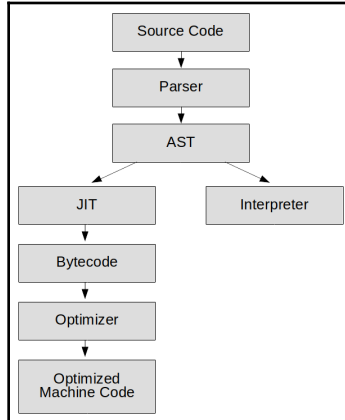 Source Code
Parser
AST
JIT
Interpreter
Bytecode
Optimizer
Optimized
Machine Code